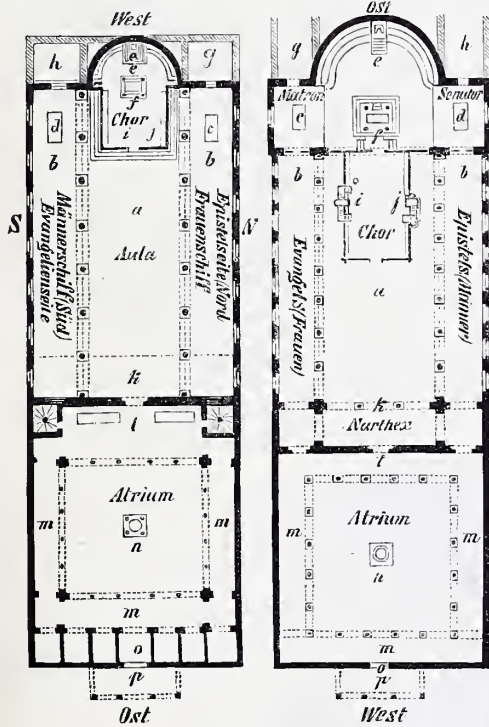 West
h
g
e
f
Chor
i j
d
c
b
b
a
S
N
Aula
Männerschiff/Süd/
Evangelienseite
Epistelseite/Nord
Frauenschiff
k
l
Atrium
m
m
n
m
o
p
Ost
Ost
g
h
e
Matron
Senator
d
f
b
b
i
j
Chor
a
Evangels/Frauen/
Epistels/Männer/
k
Narthex
l
Atrium
m
m
n
m
o
p
West